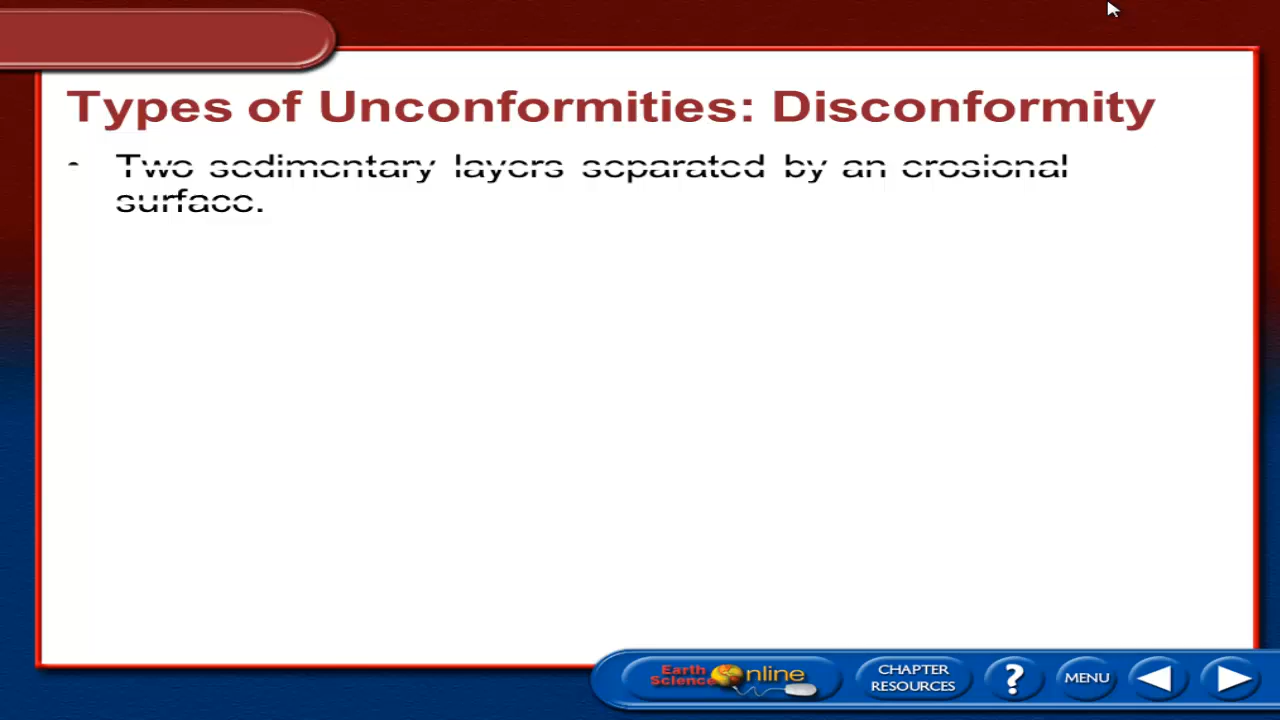 Types of Unconformities: Disconformity
• Two sedimentary layers separated by an erosional
surface.
Earth
Science Online
CHAPTER
RESOURCES
?
MENU